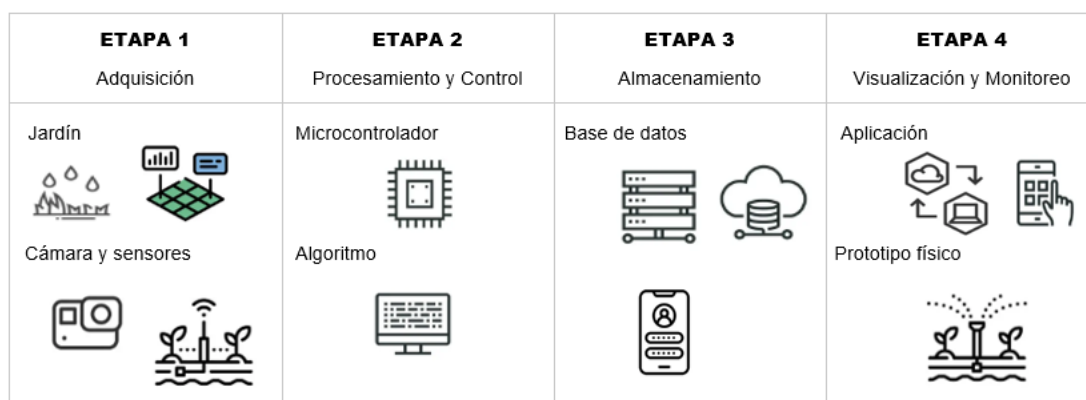 ETAPA 1
Adquisición
ETAPA 2
Procesamiento y Control
ETAPA 3
Almacenamiento
ETAPA 4
Visualización y Monitoreo
Jardín
Cámara y sensores
Microcontrolador
Algoritmo
Base de datos
Aplicación
Prototipo físico